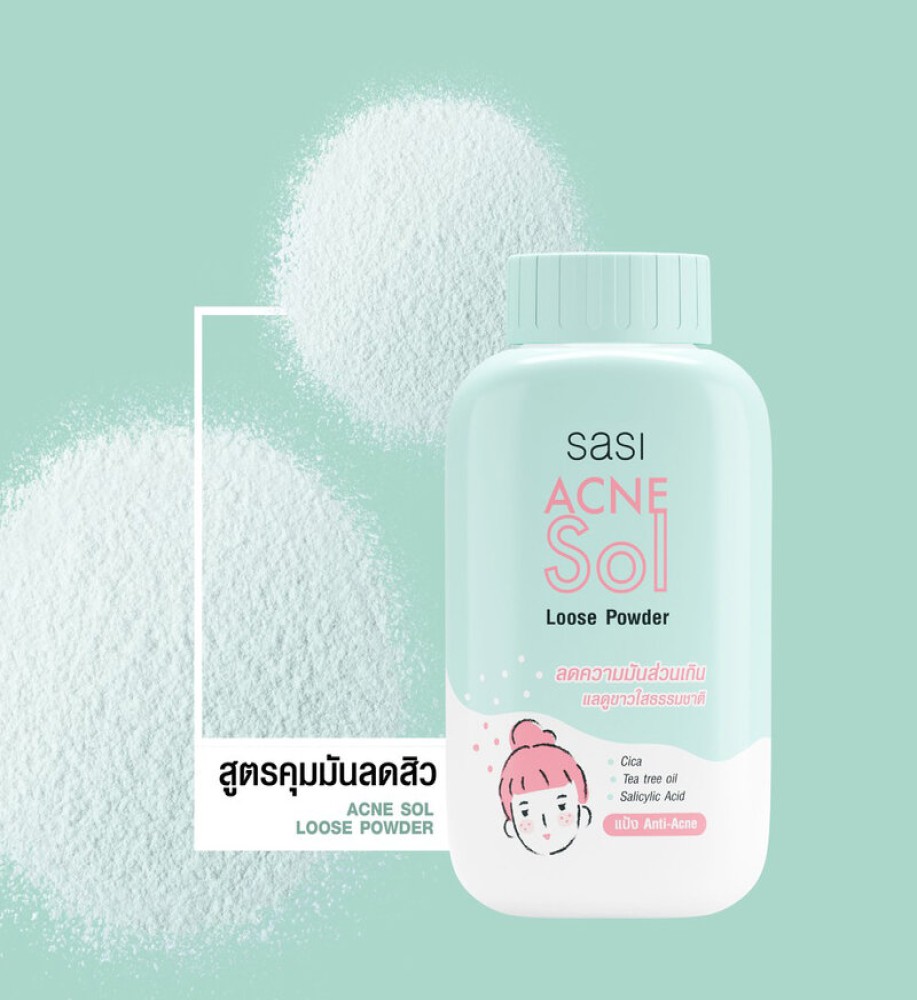 sasi
ACNE
Sol
Loose Powder
ลดความมันส่วนเกิน
แลดูขาวใสธรรมชาติ
Cica
Tea tree oil
Salicylic Acid
แป้ง Anti-Acne
สูตรคุมมันลดสิว
ACNE SOL
LOOSE POWDER